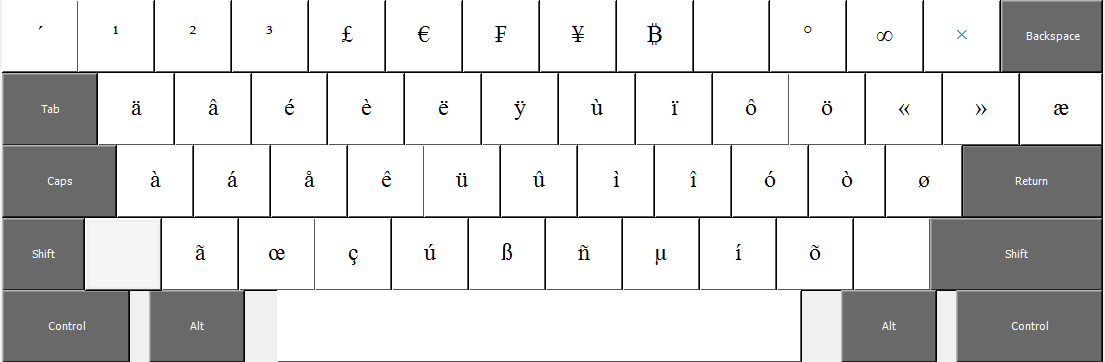 ´ ¹ ² ³ £ € ₣ ¥ ₿ ° ∞ × Backspace
Tab ä â é è ë ÿ ù ï ô ö « » æ
Caps à á å ê ü û ì î ó ò ø Return
Shift ã œ ç ú ß ñ µ í õ Shift
Control Alt Alt Control